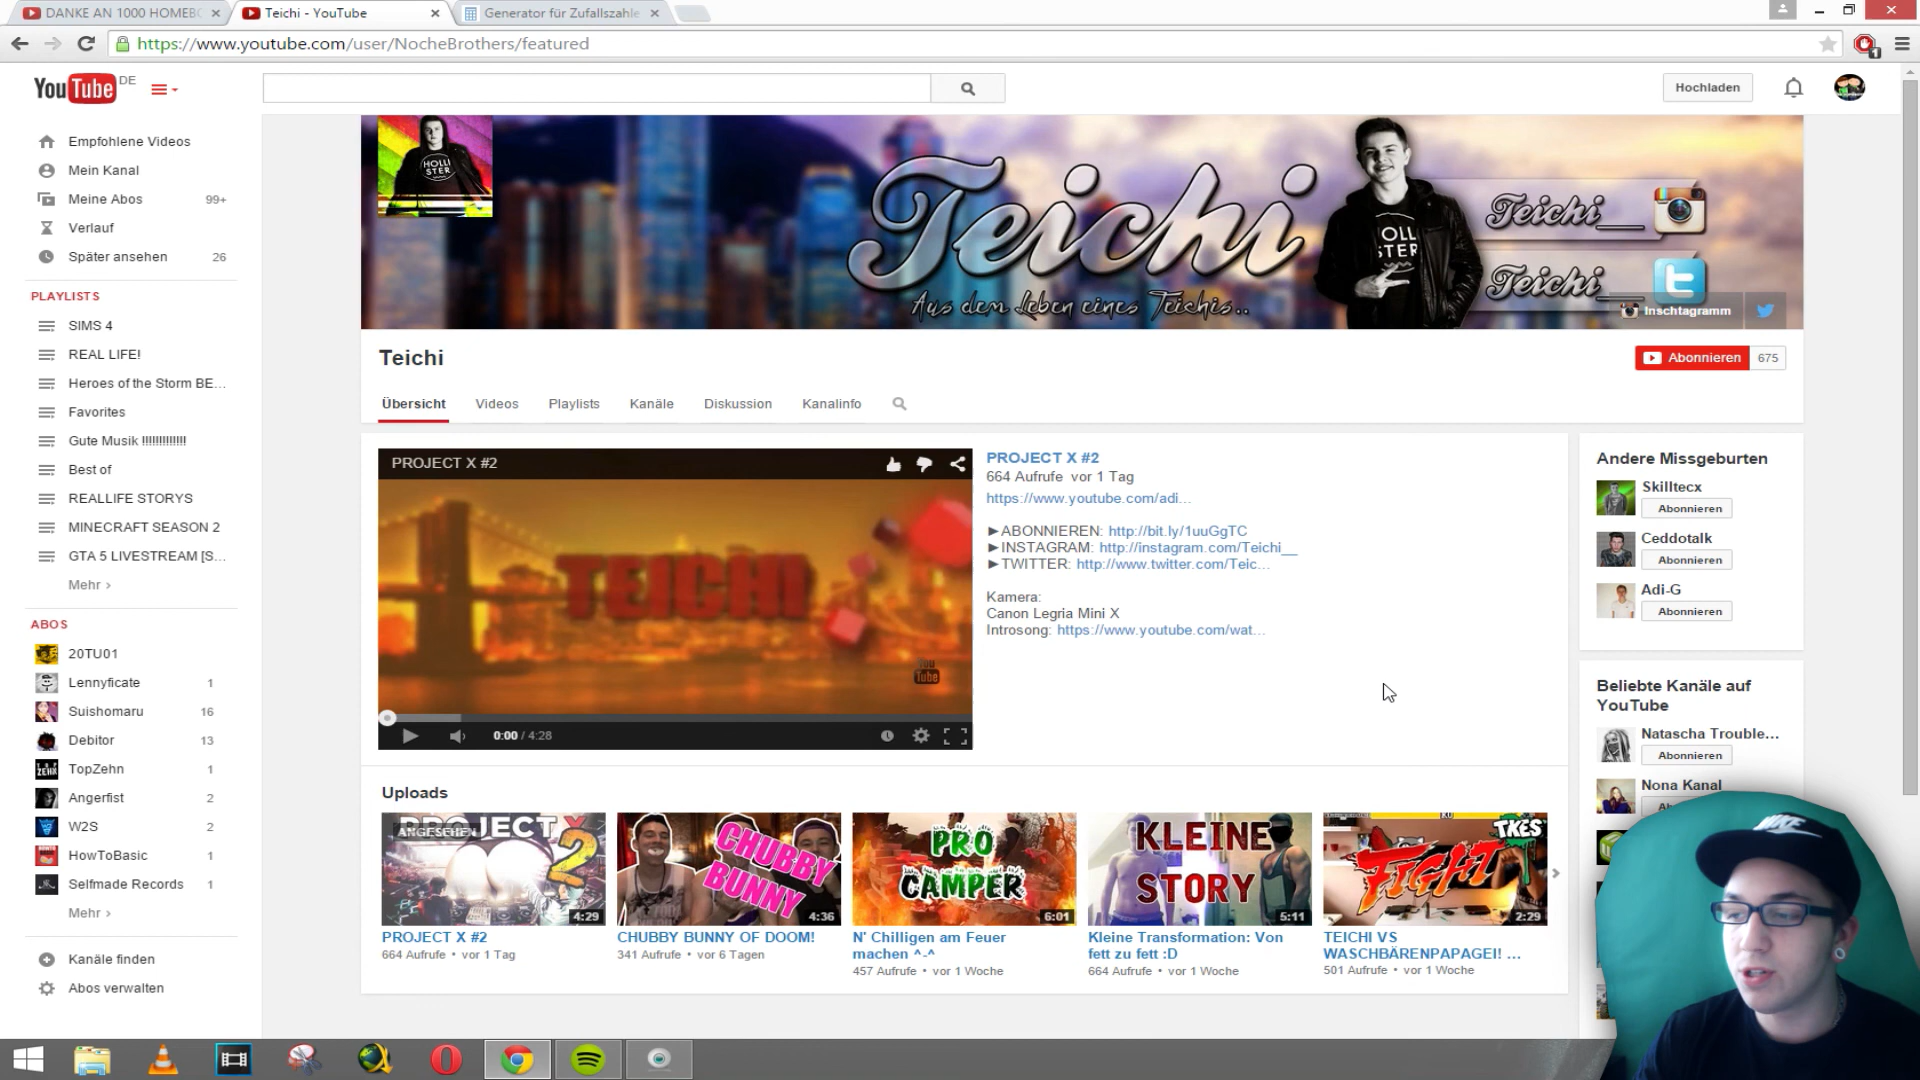 DANKE AN 1000 HOMEBO
Teichi - YouTube
Generator für Zufallszahle
https://www.youtube.com/user/NocheBrothers/featured
YouTube DE
Hochladen
Empfohlene Videos
Mein Kanal
Meine Abos 99+
Verlauf
Später ansehen 26
PLAYLISTS
SIMS 4
REAL LIFE!
Heroes of the Storm BE...
Favorites
Gute Musik !!!!!!!!!!!!!
Best of
REALLIFE STORYS
MINECRAFT SEASON 2
GTA 5 LIVESTREAM [S...
Mehr ›
ABOS
20TU01
Lennyficate 1
Suishomaru 16
Debitor 13
TopZehn 1
Angerfist 2
W2S 2
HowToBasic 1
Selfmade Records 1
Mehr ›
Kanäle finden
Abos verwalten
HOLLI
STER
Teichi
Aus dem Leben eines Teichis..
OLL
STER
Teichi__
Teichi__
Inschtagramm
Teichi
Abonnieren 675
Übersicht Videos Playlists Kanäle Diskussion Kanalinfo
PROJECT X #2
TEICHI
You
Tube
0:00 / 4:28
PROJECT X #2
664 Aufrufe vor 1 Tag
https://www.youtube.com/adi...
►ABONNIEREN: http://bit.ly/1uuGgTC
►INSTAGRAM: http://instagram.com/Teichi__
►TWITTER: http://www.twitter.com/Teic...
Kamera:
Canon Legria Mini X
Introsong: https://www.youtube.com/wat...
Uploads
PROJECT X
2
ANGESEHEN
4:29
PROJECT X #2
664 Aufrufe • vor 1 Tag
CHUBBY
BUNNY
4:36
CHUBBY BUNNY OF DOOM!
341 Aufrufe • vor 6 Tagen
PRO
CAMPER
6:01
N' Chilligen am Feuer
machen ^-^
457 Aufrufe • vor 1 Woche
KLEINE
STORY
5:11
Kleine Transformation: Von
fett zu fett :D
664 Aufrufe • vor 1 Woche
TKES
FIGHT
2:29
TEICHI VS
WASCHBÄRENPAPAGEI! ...
501 Aufrufe • vor 1 Woche
Andere Missgeburten
Skilltecx
Abonnieren
Ceddotalk
Abonnieren
Adi-G
Abonnieren
Beliebte Kanäle auf
YouTube
Natascha Trouble...
Abonnieren
Nona Kanal